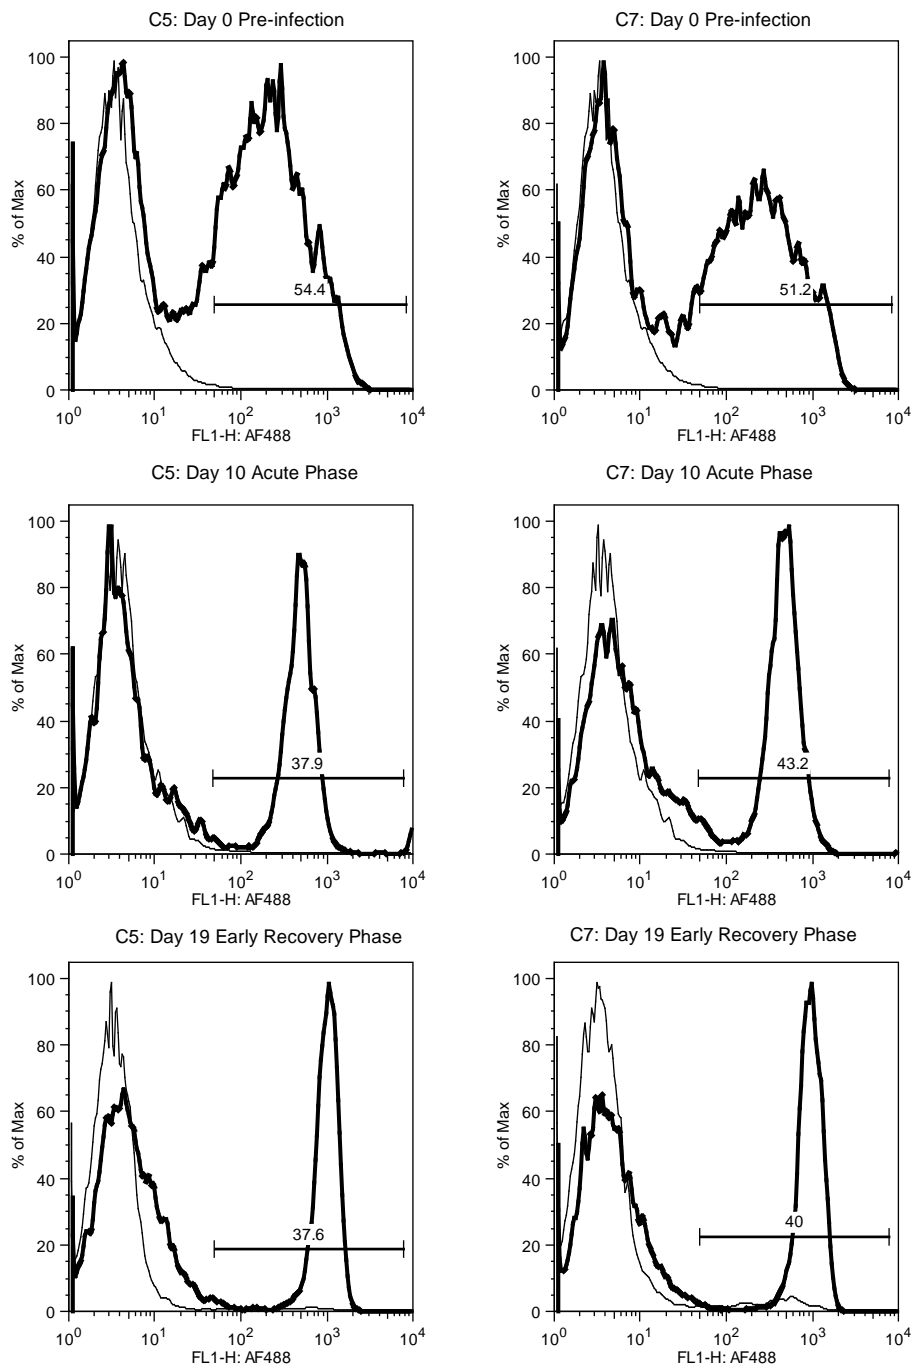 C5: Day 0 Pre-infection
100
80
60
40
20
0
% of Max
54.4
10^0 10^1 10^2 10^3 10^4
FL1-H: AF488
C7: Day 0 Pre-infection
100
80
60
40
20
0
% of Max
51.2
10^0 10^1 10^2 10^3 10^4
FL1-H: AF488
C5: Day 10 Acute Phase
100
80
60
40
20
0
% of Max
37.9
10^0 10^1 10^2 10^3 10^4
FL1-H: AF488
C7: Day 10 Acute Phase
100
80
60
40
20
0
% of Max
43.2
10^0 10^1 10^2 10^3 10^4
FL1-H: AF488
C5: Day 19 Early Recovery Phase
100
80
60
40
20
0
% of Max
37.6
10^0 10^1 10^2 10^3 10^4
FL1-H: AF488
C7: Day 19 Early Recovery Phase
100
80
60
40
20
0
% of Max
40
10^0 10^1 10^2 10^3 10^4
FL1-H: AF488